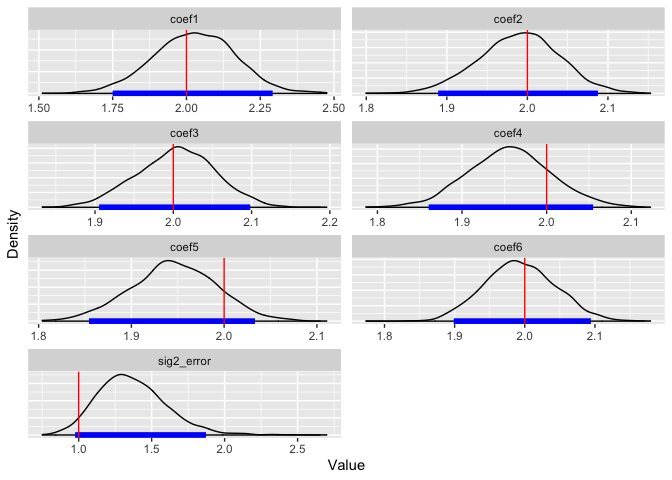 coef1
coef2
1.50 1.75 2.00 2.25 2.50
1.8 1.9 2.0 2.1
coef3
coef4
1.9 2.0 2.1 2.2
1.8 1.9 2.0 2.1
Density
coef5
coef6
1.8 1.9 2.0 2.1
1.8 1.9 2.0 2.1
sig2_error
1.0 1.5 2.0 2.5
Value